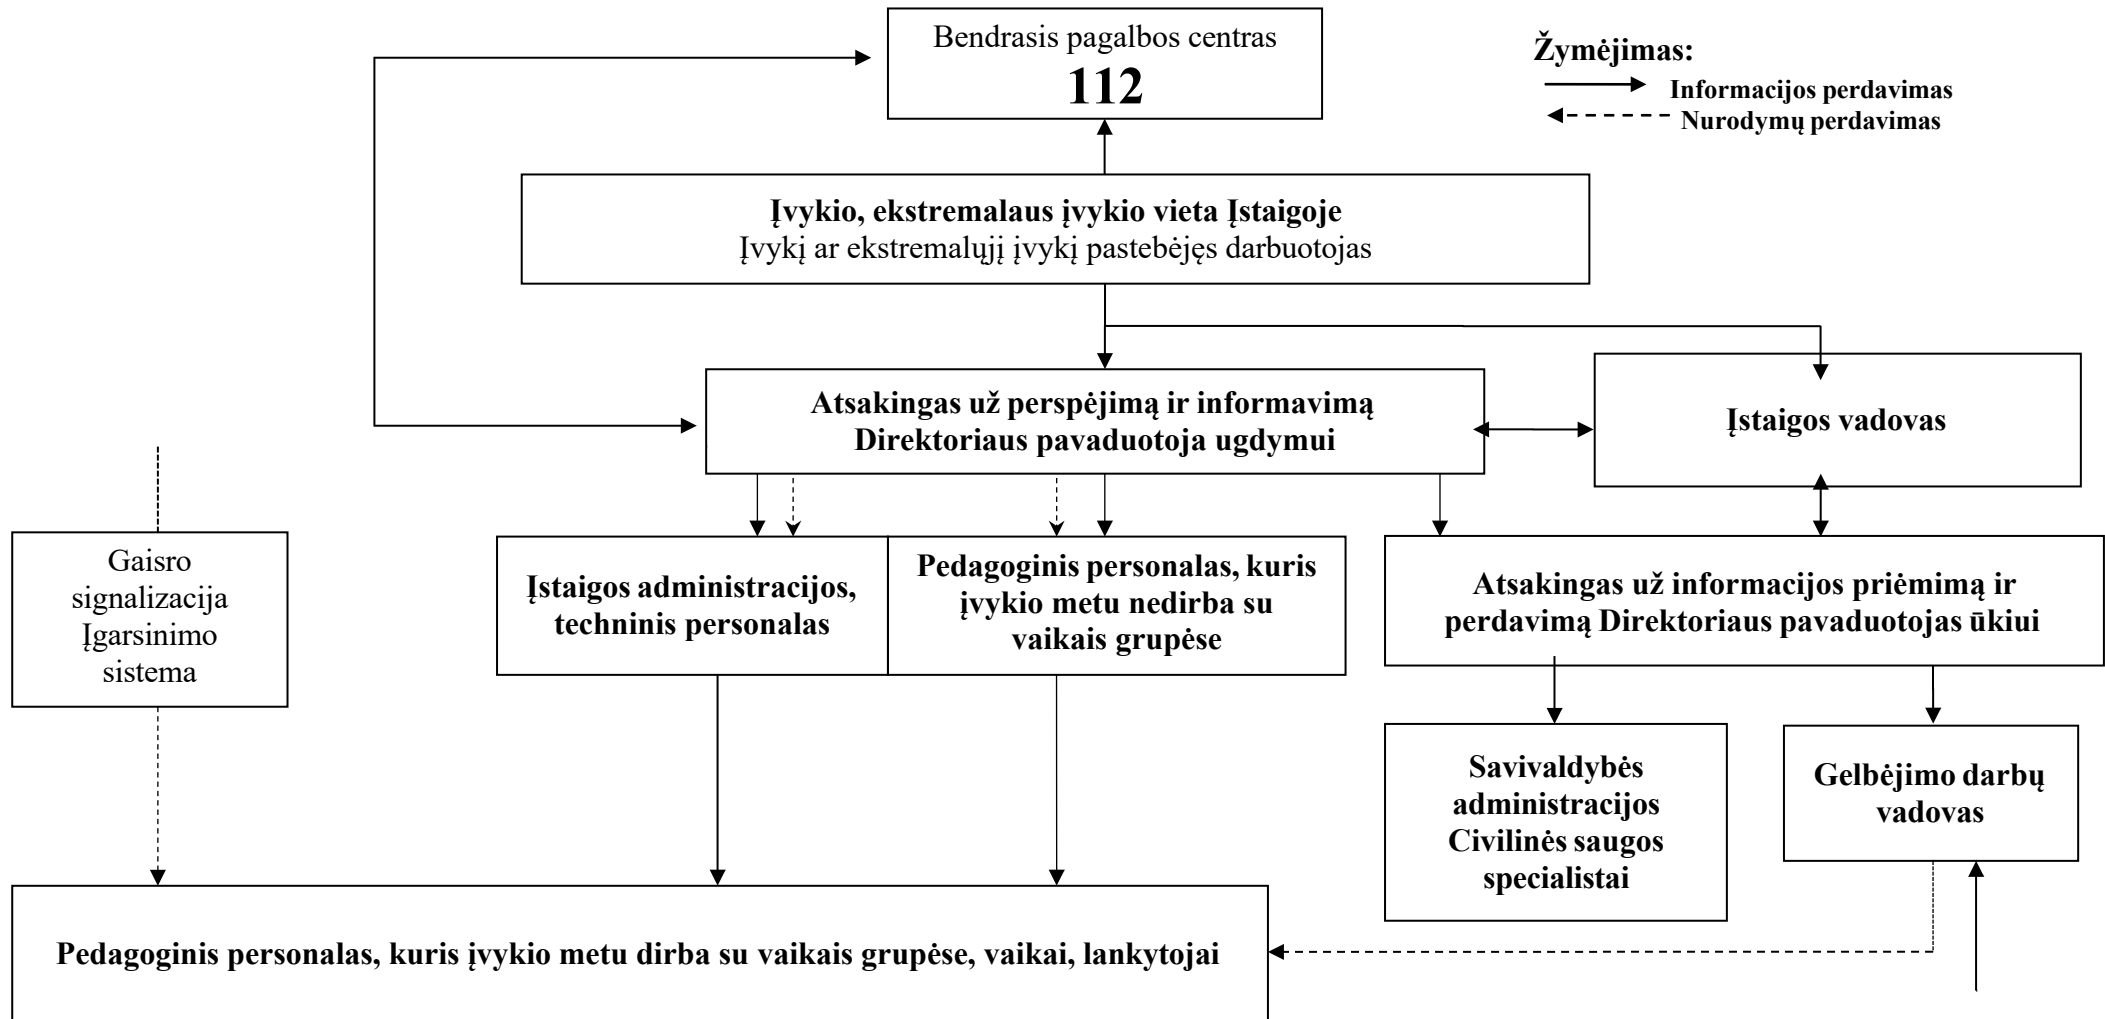 Bendrasis pagalbos centras
112
Žymėjimas:
Informacijos perdavimas
Nurodymų perdavimas
Įvykio, ekstremalaus įvykio vieta Įstaigoje
Įvykį ar ekstremalųjį įvykį pastebėjęs darbuotojas
Atsakingas už perspėjimą ir informavimą
Direktoriaus pavaduotoja ugdymui
Įstaigos vadovas
Gaisro
signalizacija
Įgarsinimo
sistema
Įstaigos administracijos,
techninis personalas
Pedagoginis personalas, kuris
įvykio metu nedirba su
vaikais grupėse
Atsakingas už informacijos priėmimą ir
perdavimą Direktoriaus pavaduotojas ūkiui
Savivaldybės
administracijos
Civilinės saugos
specialistai
Gelbėjimo darbų
vadovas
Pedagoginis personalas, kuris įvykio metu dirba su vaikais grupėse, vaikai, lankytojai